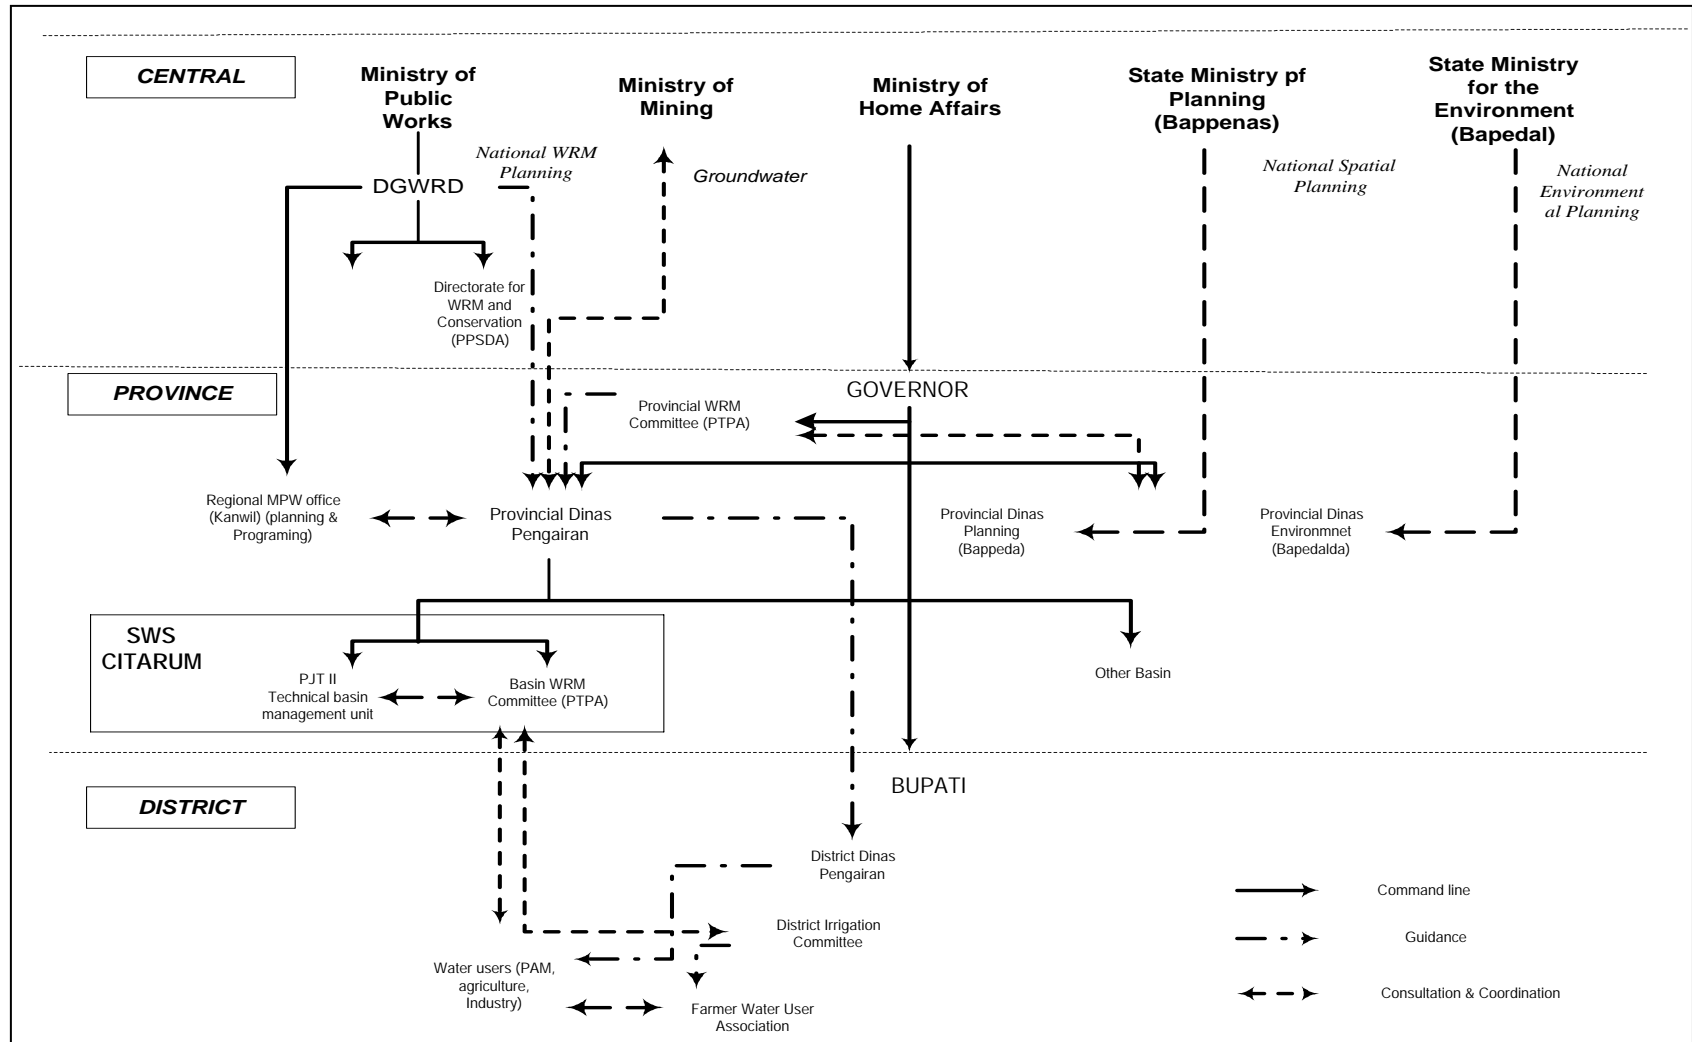 CENTRAL
Ministry of
Public
Works
Ministry of
Mining
Ministry of
Home Affairs
State Ministry pf
Planning
(Bappenas)
State Ministry
for the
Environment
(Bapedal)
National WRM
Planning
Groundwater
National Spatial
Planning
National
Environment
al Planning
DGWRD
Directorate for
WRM and
Conservation
(PPSDA)
PROVINCE
GOVERNOR
Provincial WRM
Committee (PTPA)
Regional MPW office
(Kanwil) (planning &
Programing)
Provincial Dinas
Pengairan
Provincial Dinas
Planning
(Bappeda)
Provincial Dinas
Environmnet
(Bapedalda)
SWS
CITARUM
PJT II
Technical basin
management unit
Basin WRM
Committee (PTPA)
Other Basin
DISTRICT
BUPATI
District Dinas
Pengairan
District Irrigation
Committee
Water users (PAM,
agriculture,
Industry)
Farmer Water User
Association
Command line
Guidance
Consultation & Coordination